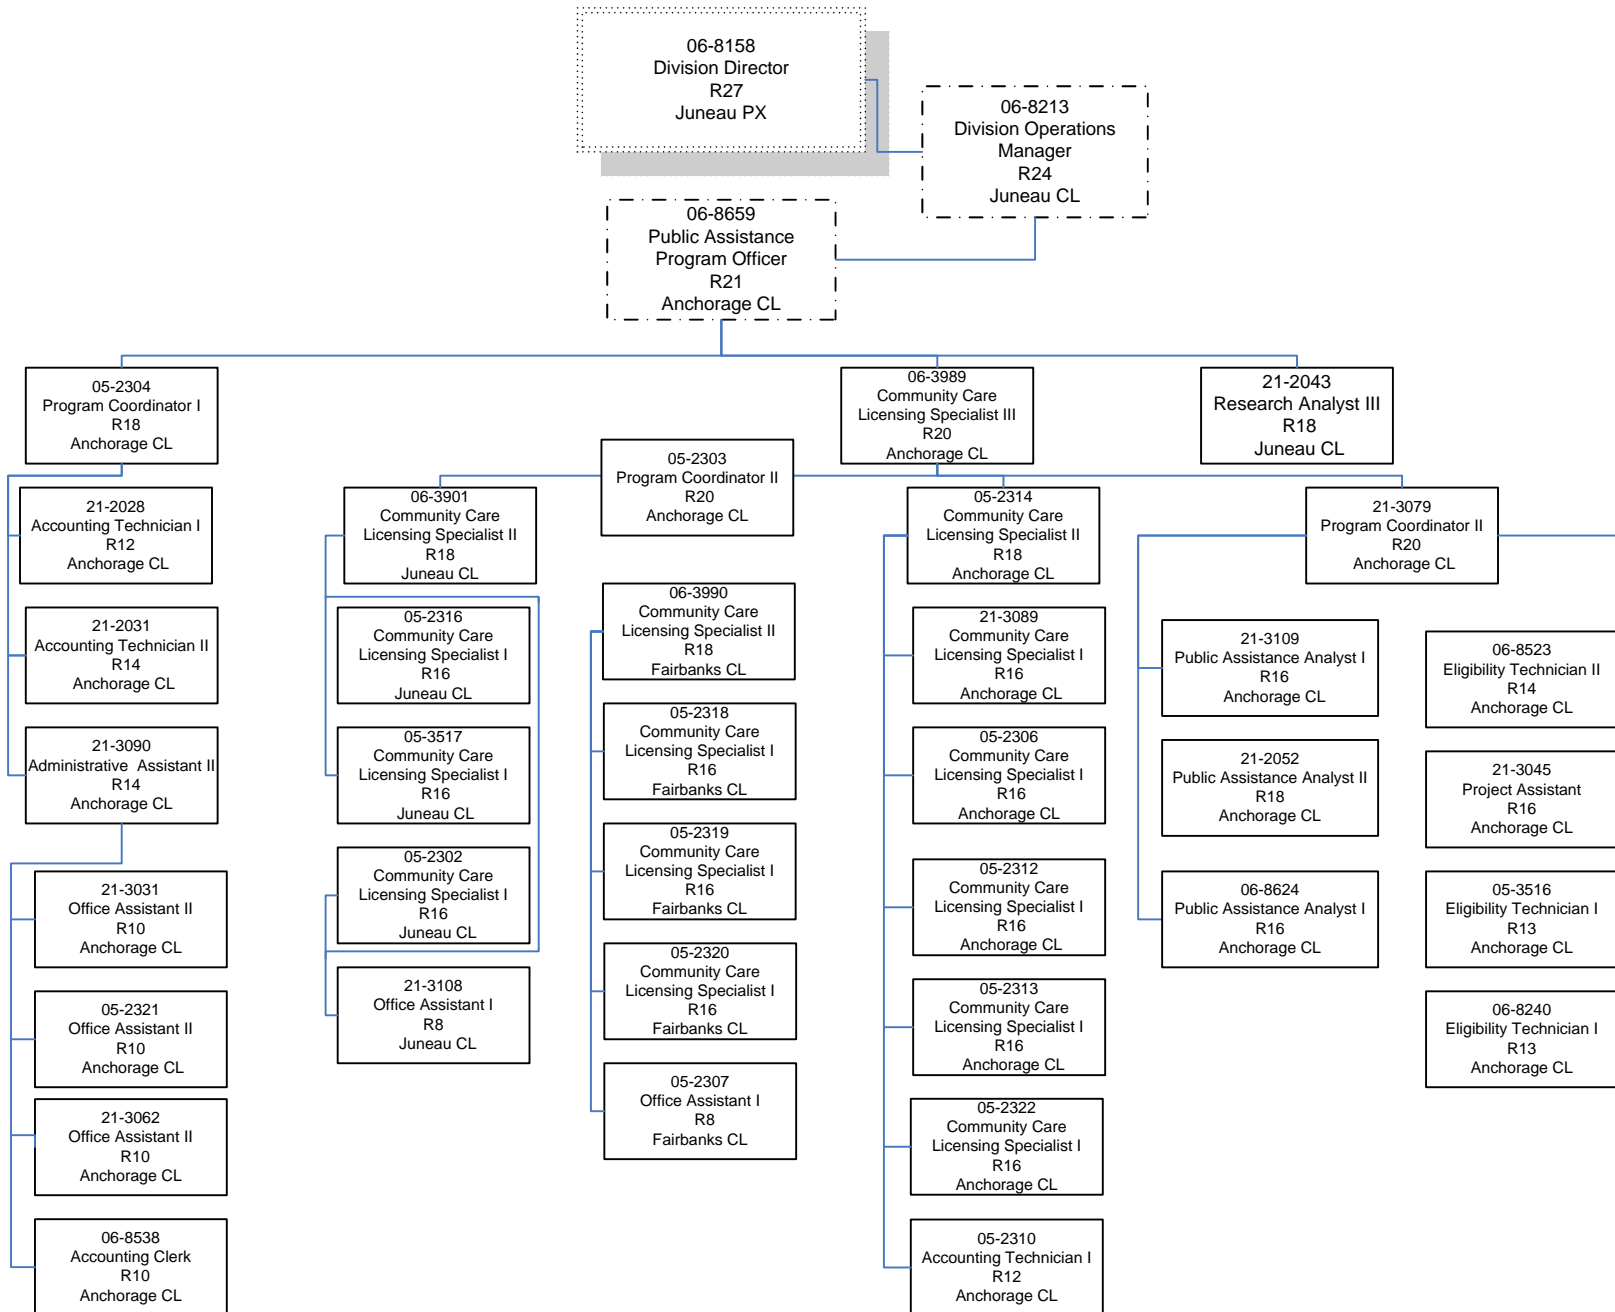 06-8158
Division Director
R27
Juneau PX
06-8213
Division Operations
Manager
R24
Juneau CL
06-8659
Public Assistance
Program Officer
R21
Anchorage CL
05-2304
Program Coordinator I
R18
Anchorage CL
06-3989
Community Care
Licensing Specialist III
R20
Anchorage CL
21-2043
Research Analyst III
R18
Juneau CL
21-2028
Accounting Technician I
R12
Anchorage CL
21-2031
Accounting Technician II
R14
Anchorage CL
21-3090
Administrative Assistant II
R14
Anchorage CL
21-3031
Office Assistant II
R10
Anchorage CL
05-2321
Office Assistant II
R10
Anchorage CL
21-3062
Office Assistant II
R10
Anchorage CL
06-8538
Accounting Clerk
R10
Anchorage CL
06-3901
Community Care
Licensing Specialist II
R18
Juneau CL
05-2316
Community Care
Licensing Specialist I
R16
Juneau CL
05-3517
Community Care
Licensing Specialist I
R16
Juneau CL
05-2302
Community Care
Licensing Specialist I
R16
Juneau CL
21-3108
Office Assistant I
R8
Juneau CL
05-2303
Program Coordinator II
R20
Anchorage CL
06-3990
Community Care
Licensing Specialist II
R18
Fairbanks CL
05-2318
Community Care
Licensing Specialist I
R16
Fairbanks CL
05-2319
Community Care
Licensing Specialist I
R16
Fairbanks CL
05-2320
Community Care
Licensing Specialist I
R16
Fairbanks CL
05-2307
Office Assistant I
R8
Fairbanks CL
05-2314
Community Care
Licensing Specialist II
R18
Anchorage CL
21-3089
Community Care
Licensing Specialist I
R16
Anchorage CL
05-2306
Community Care
Licensing Specialist I
R16
Anchorage CL
05-2312
Community Care
Licensing Specialist I
R16
Anchorage CL
05-2313
Community Care
Licensing Specialist I
R16
Anchorage CL
05-2322
Community Care
Licensing Specialist I
R16
Anchorage CL
05-2310
Accounting Technician I
R12
Anchorage CL
21-3079
Program Coordinator II
R20
Anchorage CL
21-3109
Public Assistance Analyst I
R16
Anchorage CL
21-2052
Public Assistance Analyst II
R18
Anchorage CL
06-8624
Public Assistance Analyst I
R16
Anchorage CL
06-8523
Eligibility Technician II
R14
Anchorage CL
21-3045
Project Assistant
R16
Anchorage CL
05-3516
Eligibility Technician I
R13
Anchorage CL
06-8240
Eligibility Technician I
R13
Anchorage CL